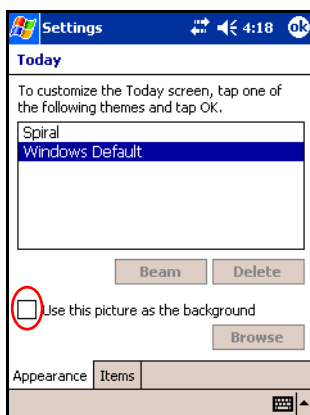 Settings 4:18 ok
Today
To customize the Today screen, tap one of
the following themes and tap OK.
Spiral
Windows Default
Beam Delete
Use this picture as the background
Browse
Appearance Items